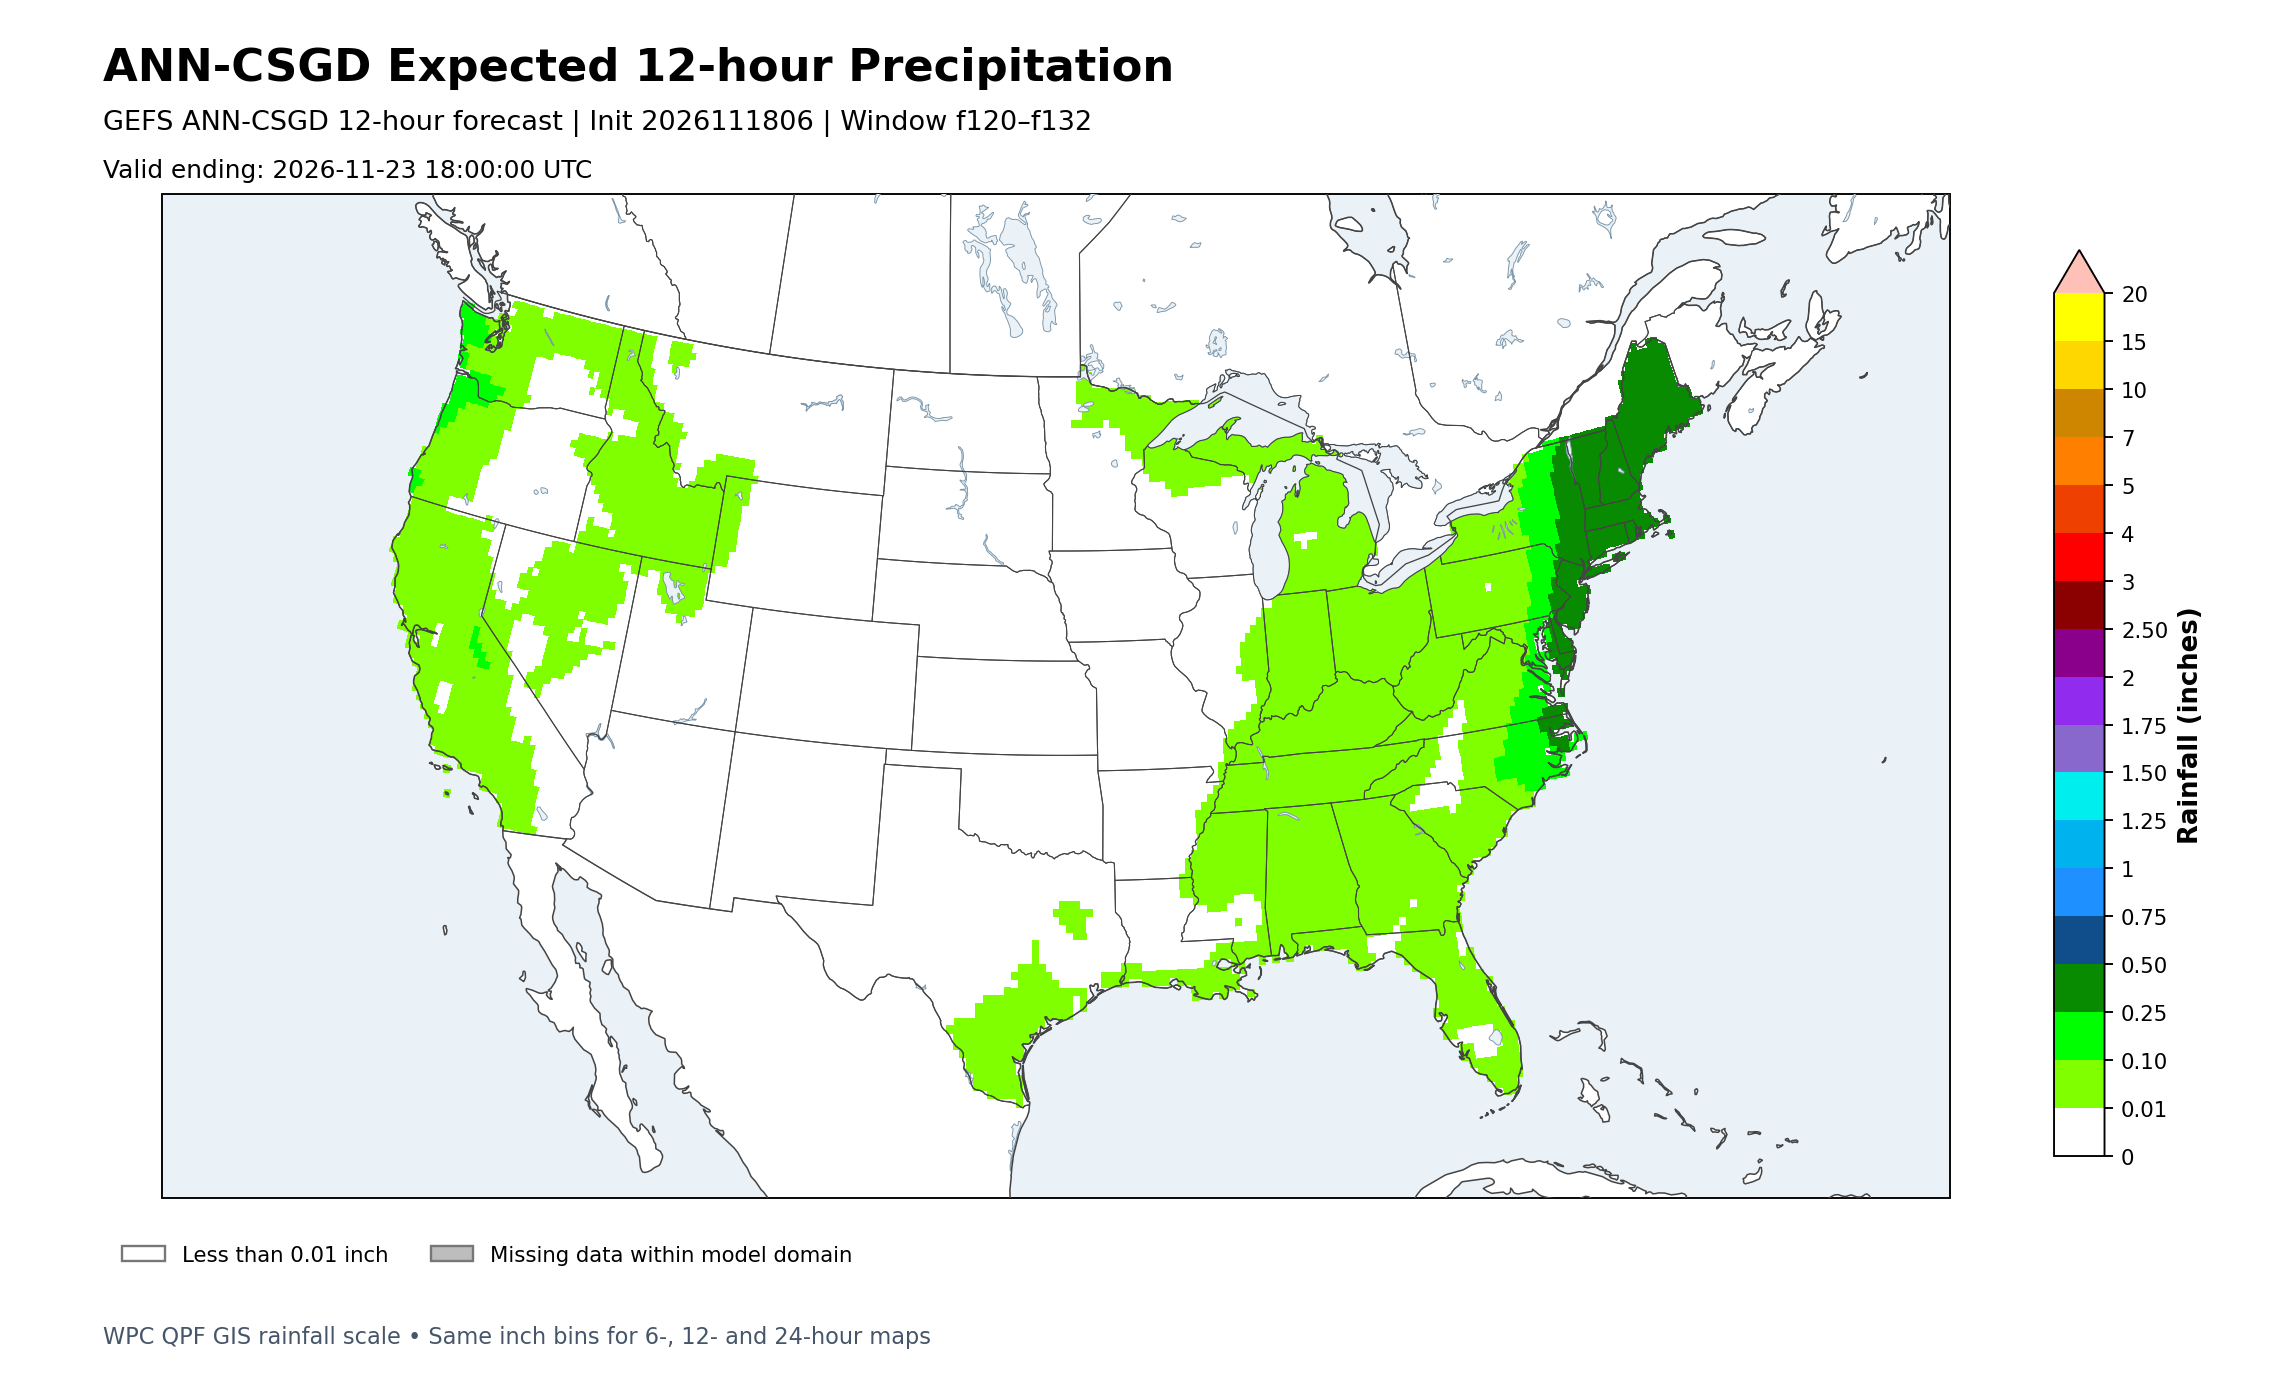 ANN-CSGD Expected 12-hour Precipitation
GEFS ANN-CSGD 12-hour forecast | Init 2026111806 | Window f120–f132
Valid ending: 2026-11-23 18:00:00 UTC
20
15
10
7
5
4
3
2.50
2
1.75
1.50
1.25
1
0.75
0.50
0.25
0.10
0.01
0
Rainfall (inches)
Less than 0.01 inch
Missing data within model domain
WPC QPF GIS rainfall scale • Same inch bins for 6-, 12- and 24-hour maps